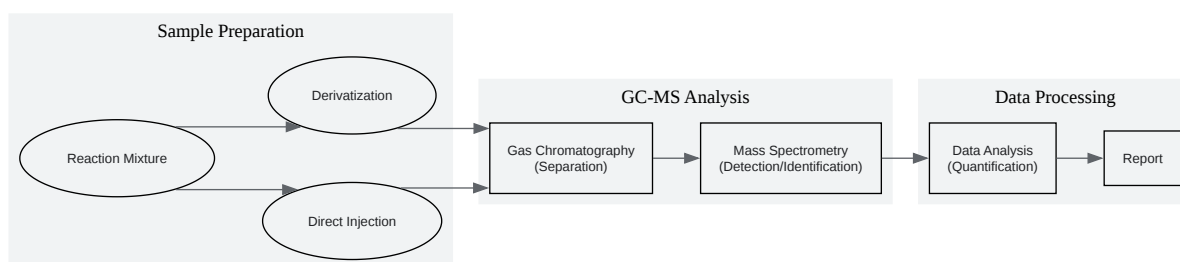 Sample Preparation
Reaction Mixture
Derivatization
Direct Injection
GC-MS Analysis
Gas Chromatography
(Separation)
Mass Spectrometry
(Detection/Identification)
Data Processing
Data Analysis
(Quantification)
Report